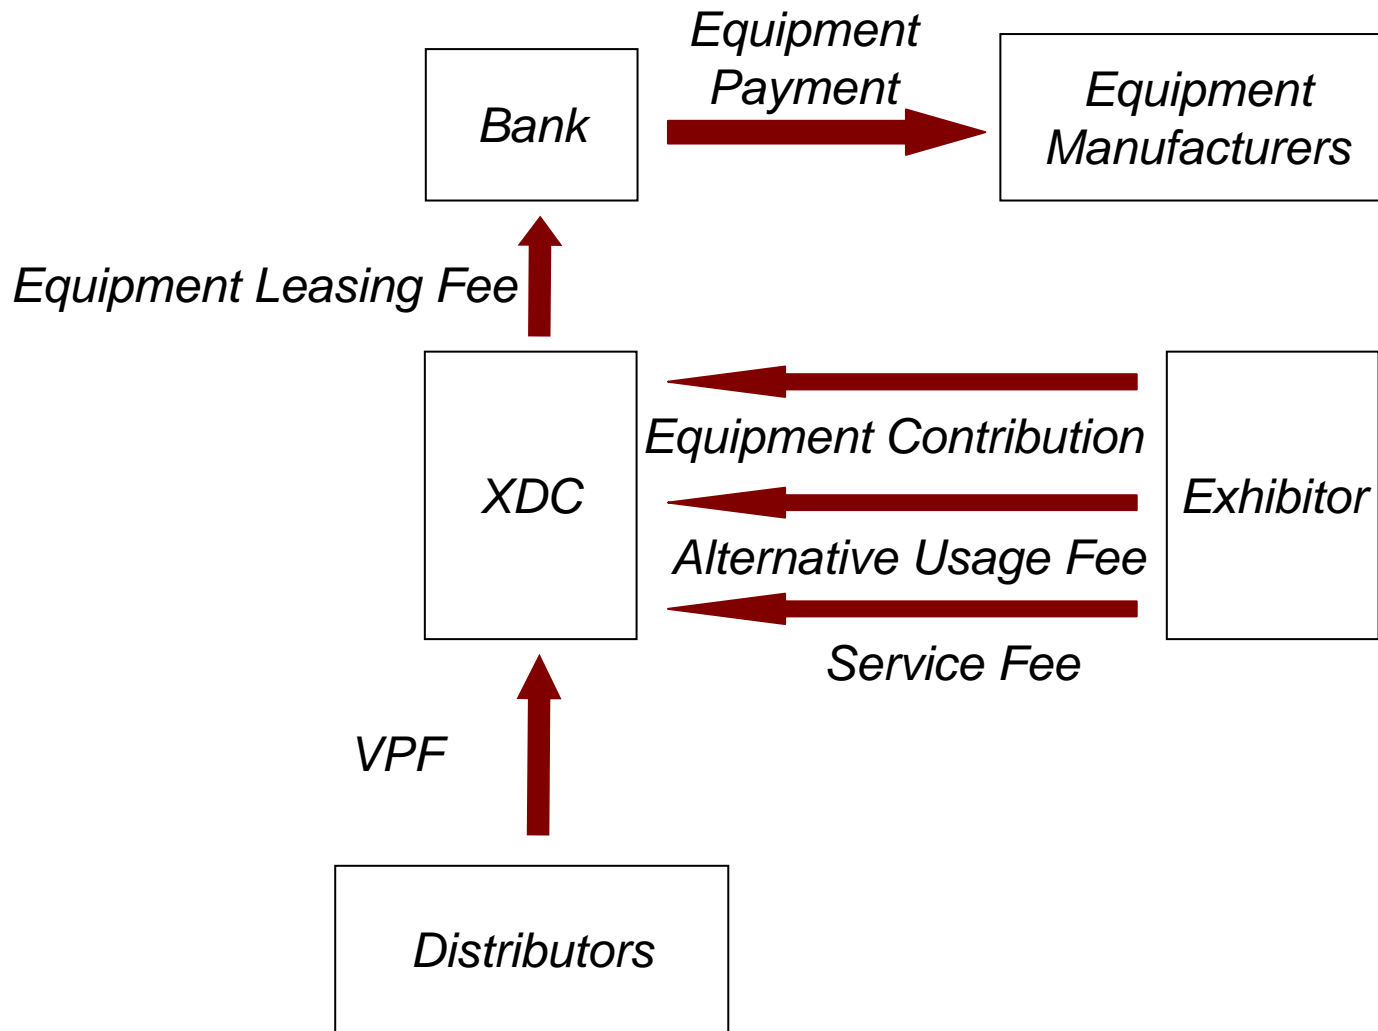 Equipment
Payment
Bank
Equipment
Manufacturers
Equipment Leasing Fee
Equipment Contribution
XDC
Exhibitor
Alternative Usage Fee
Service Fee
VPF
Distributors